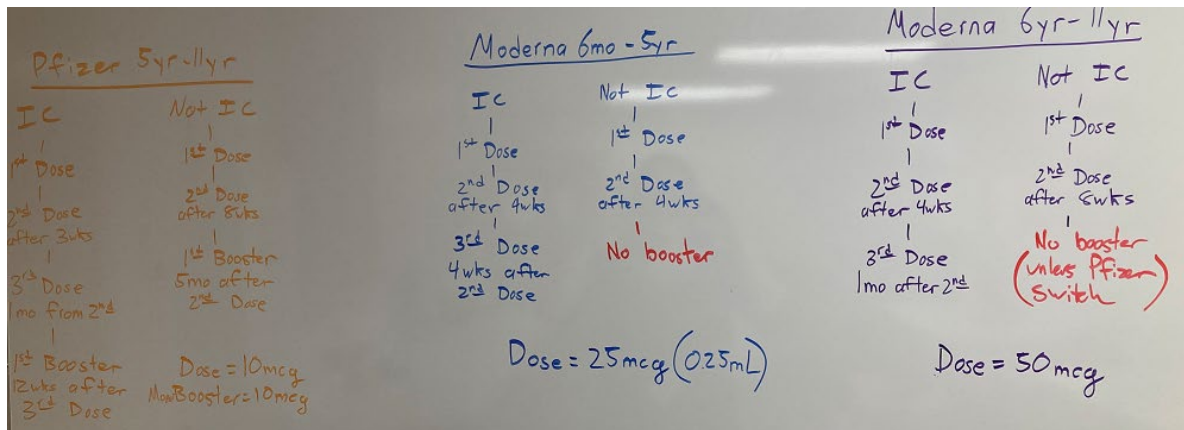 Pfizer 5yr-11yr
IC
1st Dose
2nd Dose
after 3wks
3rd Dose
1mo from 2nd
1st Booster
12wks after
3rd Dose
Not IC
1st Dose
2nd Dose
after 8wks
1st Booster
5mo after
2nd Dose
Dose = 10mcg
Booster = 10mcg
Moderna 6mo - 5yr
IC
1st Dose
2nd Dose
after 4wks
3rd Dose
4wks after
2nd Dose
Not IC
1st Dose
2nd Dose
after 4wks
No booster
Dose = 25mcg (0.25mL)
Moderna 6yr - 11yr
IC
1st Dose
2nd Dose
after 4wks
3rd Dose
1mo after 2nd
Not IC
1st Dose
2nd Dose
after 8wks
No booster
(unless Pfizer
switch)
Dose = 50mcg